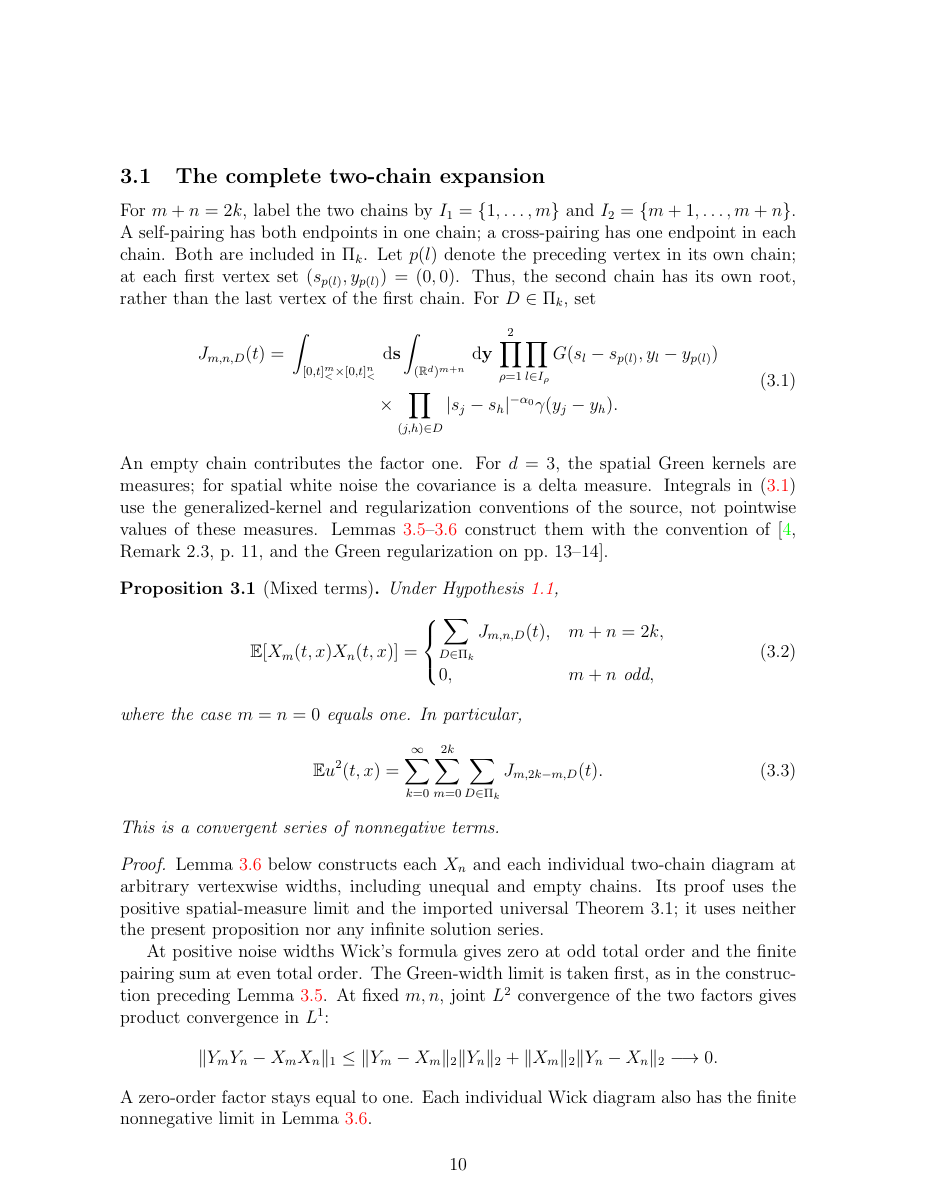 3.1 The complete two-chain expansion
For m + n = 2k, label the two chains by I₁ = {1, . . . , m} and I₂ = {m + 1, . . . , m + n}.
A self-pairing has both endpoints in one chain; a cross-pairing has one endpoint in each
chain. Both are included in Πₖ. Let p(l) denote the preceding vertex in its own chain;
at each first vertex set (s_{p(l)}, y_{p(l)}) = (0, 0). Thus, the second chain has its own root,
rather than the last vertex of the first chain. For D ∈ Πₖ, set
J_{m,n,D}(t) = ∫_{[0,t]^m_< × [0,t]^n_<} ds ∫_{(ℝ^d)^{m+n}} dy ∏_{ρ=1}^{2} ∏_{l∈I_ρ} G(s_l − s_{p(l)}, y_l − y_{p(l)})
× ∏_{(j,h)∈D} |s_j − s_h|^{−α₀} γ(y_j − y_h). (3.1)
An empty chain contributes the factor one. For d = 3, the spatial Green kernels are
measures; for spatial white noise the covariance is a delta measure. Integrals in (3.1)
use the generalized-kernel and regularization conventions of the source, not pointwise
values of these measures. Lemmas 3.5–3.6 construct them with the convention of [4,
Remark 2.3, p. 11, and the Green regularization on pp. 13–14].
Proposition 3.1 (Mixed terms). Under Hypothesis 1.1,
𝔼[X_m(t, x)X_n(t, x)] = { ∑_{D∈Πₖ} J_{m,n,D}(t), m + n = 2k,
0, m + n odd, (3.2)
where the case m = n = 0 equals one. In particular,
𝔼u²(t, x) = ∑_{k=0}^{∞} ∑_{m=0}^{2k} ∑_{D∈Πₖ} J_{m,2k−m,D}(t). (3.3)
This is a convergent series of nonnegative terms.
Proof. Lemma 3.6 below constructs each X_n and each individual two-chain diagram at
arbitrary vertexwise widths, including unequal and empty chains. Its proof uses the
positive spatial-measure limit and the imported universal Theorem 3.1; it uses neither
the present proposition nor any infinite solution series.
At positive noise widths Wick’s formula gives zero at odd total order and the finite
pairing sum at even total order. The Green-width limit is taken first, as in the construc-
tion preceding Lemma 3.5. At fixed m, n, joint L² convergence of the two factors gives
product convergence in L¹:
‖Y_mY_n − X_mX_n‖₁ ≤ ‖Y_m − X_m‖₂‖Y_n‖₂ + ‖X_m‖₂‖Y_n − X_n‖₂ ⟶ 0.
A zero-order factor stays equal to one. Each individual Wick diagram also has the finite
nonnegative limit in Lemma 3.6.
10